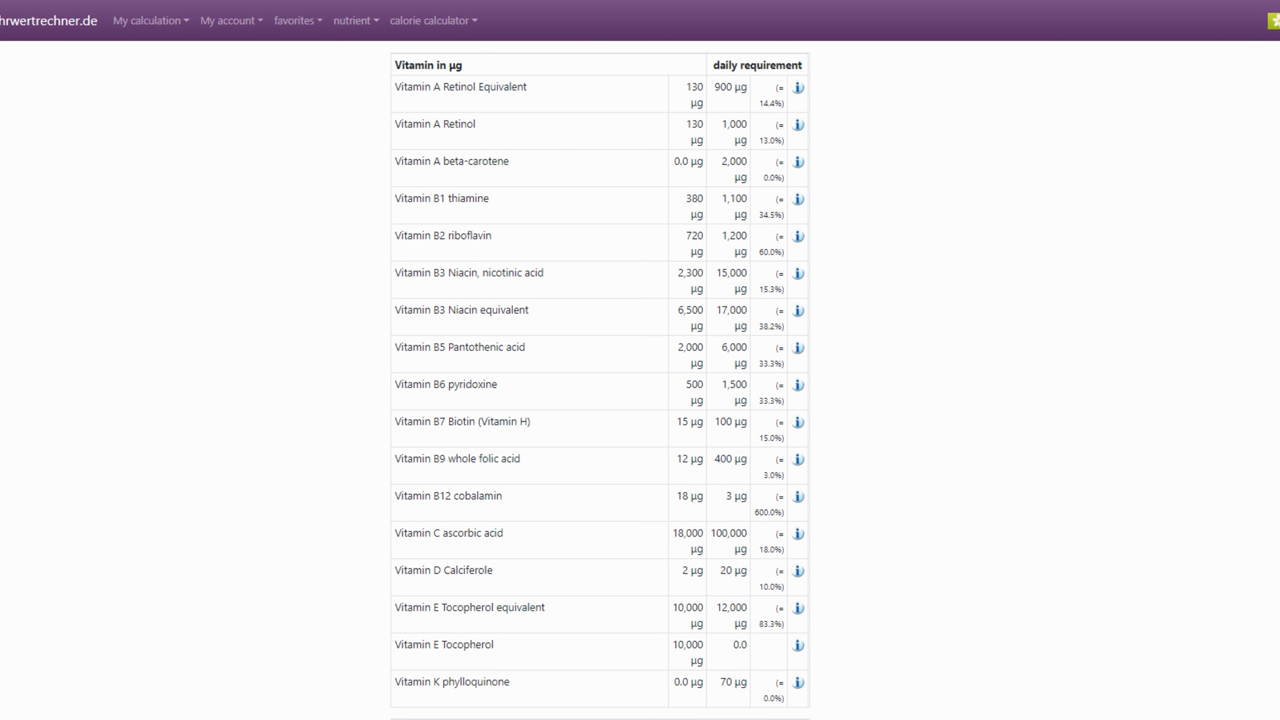 hrwertrechner.de My calculation My account favorites nutrient calorie calculator
Vitamin in µg daily requirement
Vitamin A Retinol Equivalent 130 µg 900 µg (= 14.4%)
Vitamin A Retinol 130 µg 1,000 µg (= 13.0%)
Vitamin A beta-carotene 0.0 µg 2,000 µg (= 0.0%)
Vitamin B1 thiamine 380 µg 1,100 µg (= 34.5%)
Vitamin B2 riboflavin 720 µg 1,200 µg (= 60.0%)
Vitamin B3 Niacin, nicotinic acid 2,300 µg 15,000 µg (= 15.3%)
Vitamin B3 Niacin equivalent 6,500 µg 17,000 µg (= 38.2%)
Vitamin B5 Pantothenic acid 2,000 µg 6,000 µg (= 33.3%)
Vitamin B6 pyridoxine 500 µg 1,500 µg (= 33.3%)
Vitamin B7 Biotin (Vitamin H) 15 µg 100 µg (= 15.0%)
Vitamin B9 whole folic acid 12 µg 400 µg (= 3.0%)
Vitamin B12 cobalamin 18 µg 3 µg (= 600.0%)
Vitamin C ascorbic acid 18,000 µg 100,000 µg (= 18.0%)
Vitamin D Calciferole 2 µg 20 µg (= 10.0%)
Vitamin E Tocopherol equivalent 10,000 µg 12,000 µg (= 83.3%)
Vitamin E Tocopherol 10,000 µg 0.0
Vitamin K phylloquinone 0.0 µg 70 µg (= 0.0%)